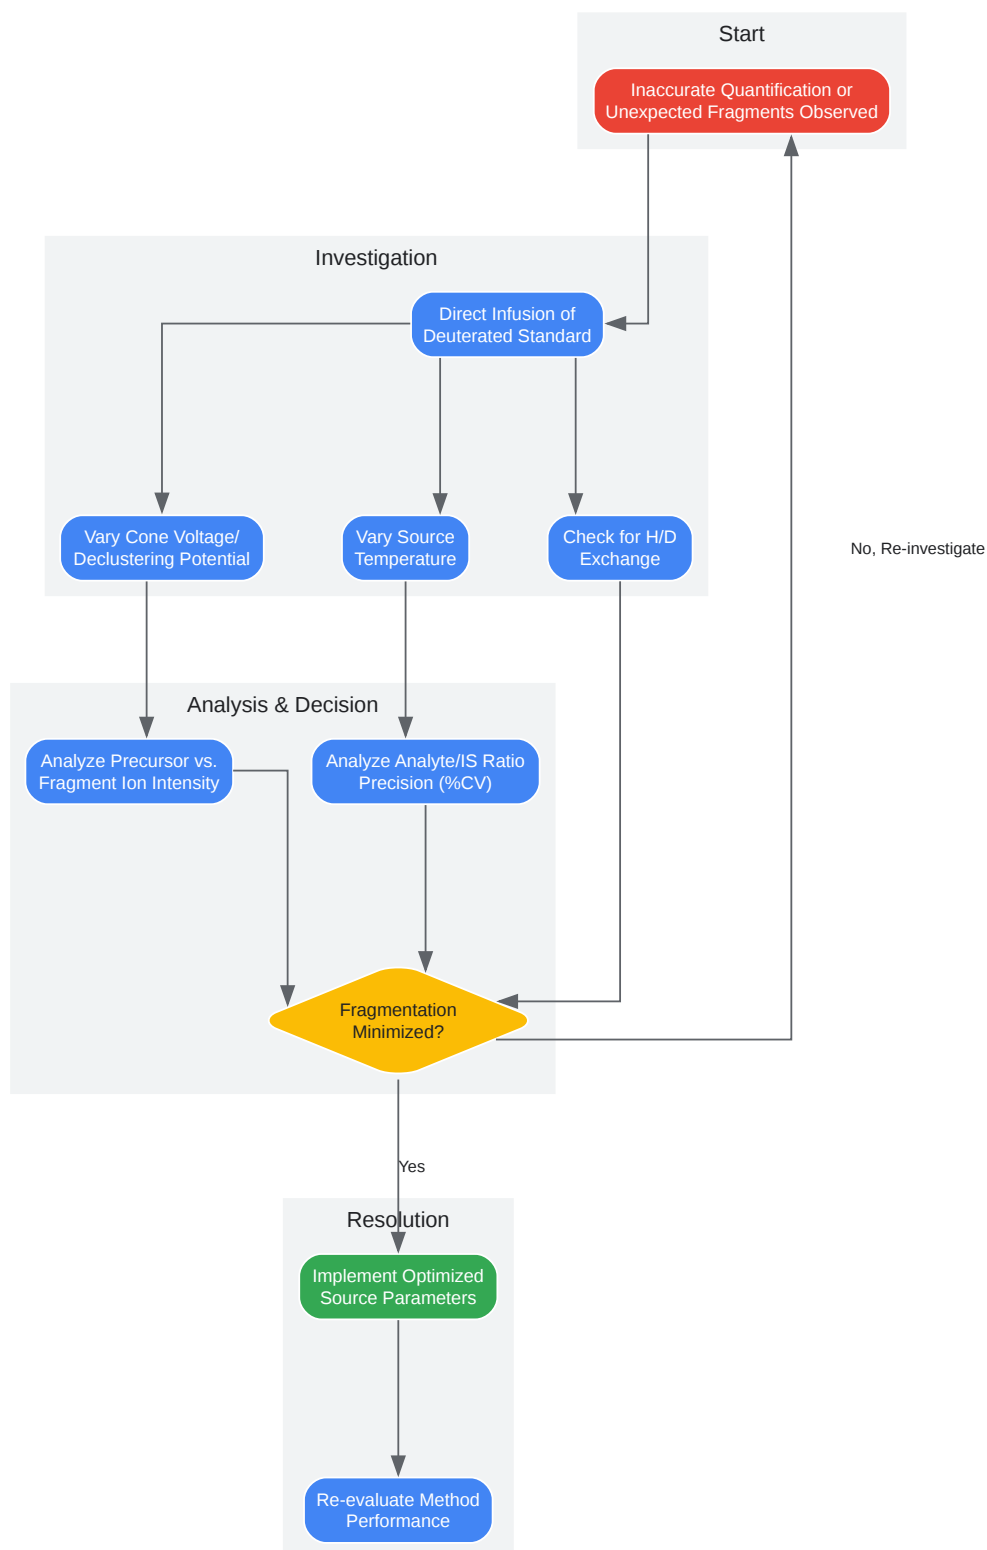 Start
Inaccurate Quantification or
Unexpected Fragments Observed
Investigation
Direct Infusion of
Deuterated Standard
Vary Cone Voltage/
Declustering Potential
Vary Source
Temperature
Check for H/D
Exchange
No, Re-investigate
Analysis & Decision
Analyze Precursor vs.
Fragment Ion Intensity
Analyze Analyte/IS Ratio
Precision (%CV)
Fragmentation
Minimized?
Yes
Resolution
Implement Optimized
Source Parameters
Re-evaluate Method
Performance